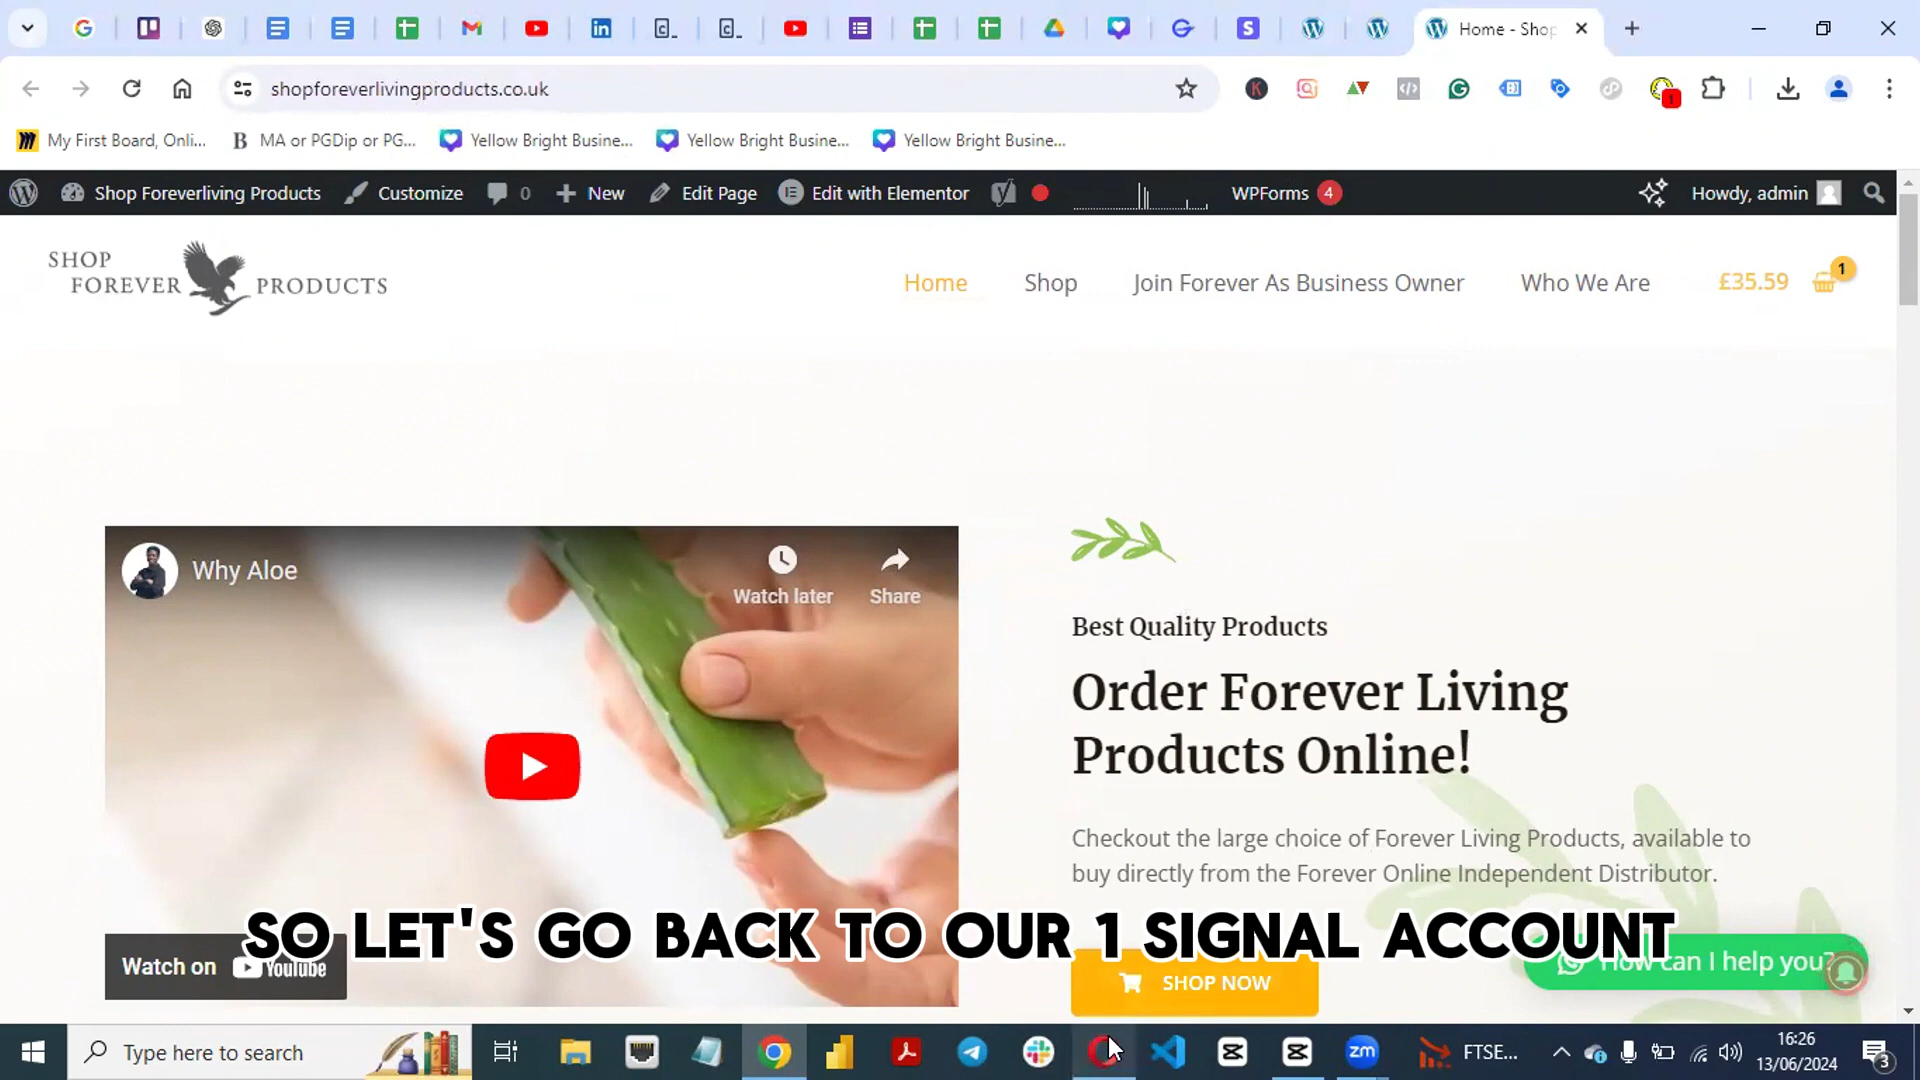 Home - Shop
shopforeverlivingproducts.co.uk
1
My First Board, Onli...
B MA or PGDip or PG...
Yellow Bright Busine...
Yellow Bright Busine...
Yellow Bright Busine...
Shop Foreverliving Products
Customize
0
New
Edit Page
Edit with Elementor
WPForms 4
Howdy, admin
SHOP
FOREVER PRODUCTS
Home
Shop
Join Forever As Business Owner
Who We Are
£35.59
1
Why Aloe
Watch later
Share
Best Quality Products
Order Forever Living
Products Online!
Checkout the large choice of Forever Living Products, available to
buy directly from the Forever Online Independent Distributor.
SO LET'S GO BACK TO OUR 1 SIGNAL ACCOUNT
Watch on YouTube
How can I help you?
SHOP NOW
Type here to search
zm
FTSE...
16:26
13/06/2024
3